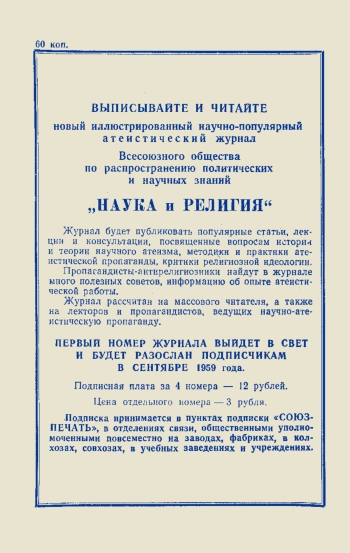 60 коп.
ВЫПИСЫВАЙТЕ И ЧИТАЙТЕ
новый иллюстрированный научно-популярный
атеистический журнал
Всесоюзного общества
по распространению политических
и научных знаний
„НАУКА и РЕЛИГИЯ“
Журнал будет публиковать популярные статьи, лек-
ции и консультации, посвященные вопросам истории
и теории научного атеизма, методики и практики ате-
истической пропаганды, критики религиозной идеологии.
Пропагандисты-антирелигиозники найдут в журнале
много полезных советов, информацию об опыте атеисти-
ческой работы.
Журнал рассчитан на массового читателя, а также
на лекторов и пропагандистов, ведущих научно-ате-
истическую пропаганду.
ПЕРВЫЙ НОМЕР ЖУРНАЛА ВЫЙДЕТ В СВЕТ
И БУДЕТ РАЗОСЛАН ПОДПИСЧИКАМ
В СЕНТЯБРЕ 1959 года.
Подписная плата за 4 номера — 12 рублей.
Цена отдельного номера — 3 рубля.
Подписка принимается в пунктах подписки «СОЮЗ-
ПЕЧАТЬ», в отделениях связи, общественными уполно-
моченными повсеместно на заводах, фабриках, в кол-
хозах, совхозах, в учебных заведениях и учреждениях.